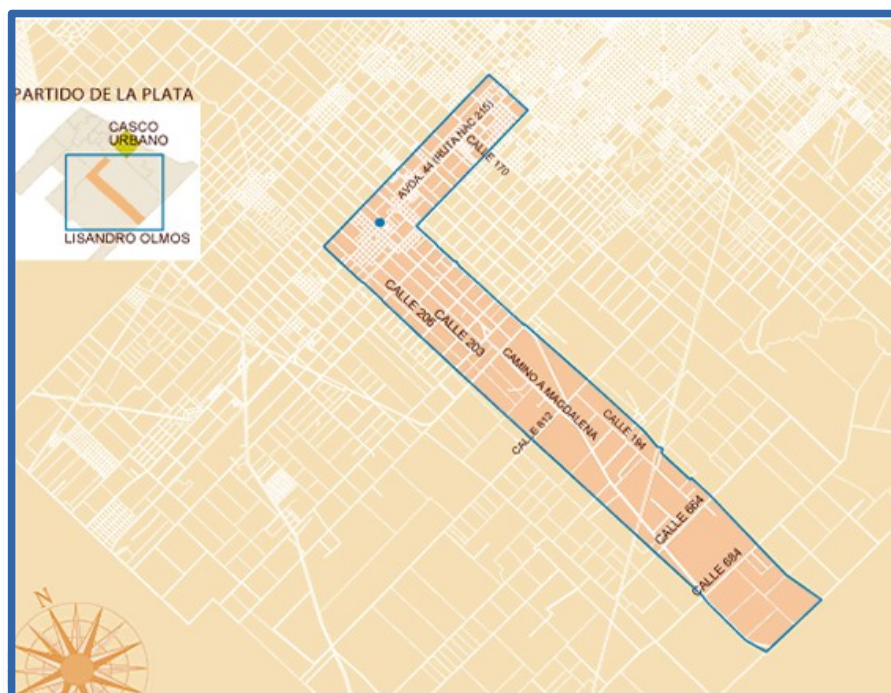 PARTIDO DE LA PLATA
CASCO
URBANO
LISANDRO OLMOS
AVDA. 44 (RUTA NAC 215)
CALLE 170
CALLE 206
CALLE 203
CAMINO A MAGDALENA
CALLE 612
CALLE 194
CALLE 664
CALLE 684
N